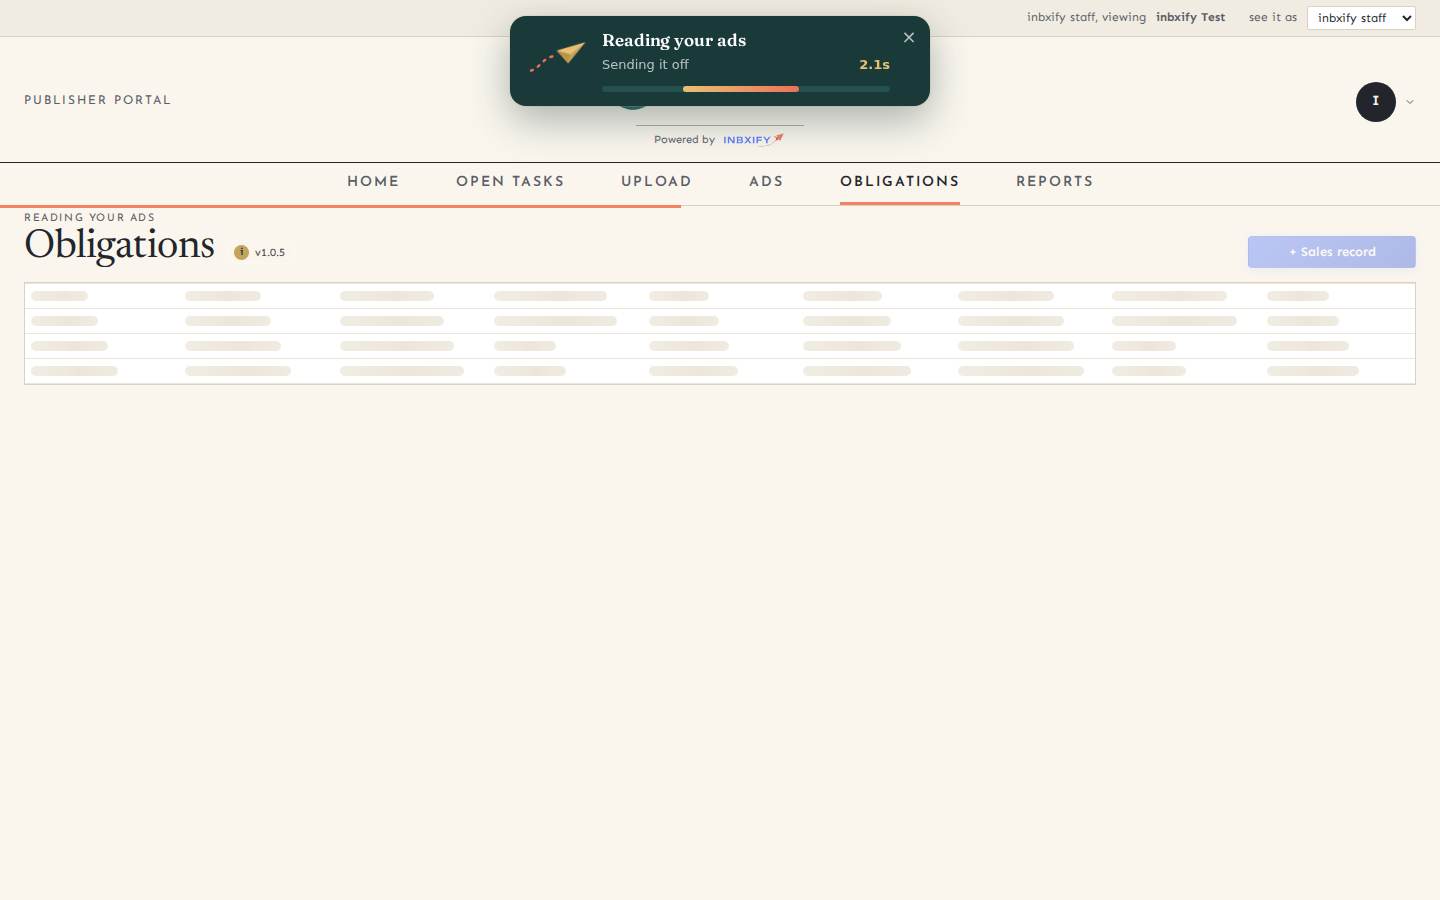 inbxify staff, viewing inbxify Test see it as inbxify staff
Reading your ads
Sending it off 2.1s
PUBLISHER PORTAL
I
Powered by INBXIFY
HOME OPEN TASKS UPLOAD ADS OBLIGATIONS REPORTS
READING YOUR ADS
Obligations i v1.0.5
+ Sales record